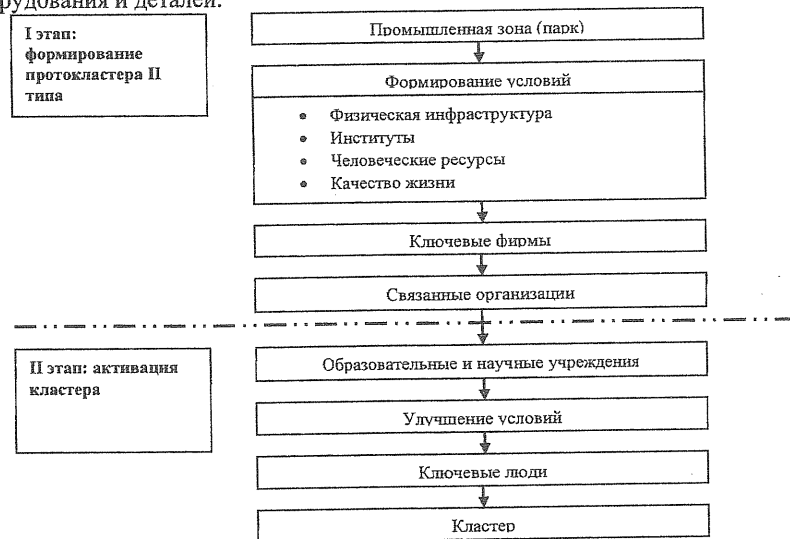 рудования и деталей.
I этап:
формирование
протокластера II
типа
Промышленная зона (парк)
Формирование условий
• Физическая инфраструктура
• Институты
• Человеческие ресурсы
• Качество жизни
Ключевые фирмы
Связанные организации
II этап: активация
кластера
Образовательные и научные учреждения
Улучшение условий
Ключевые люди
Кластер